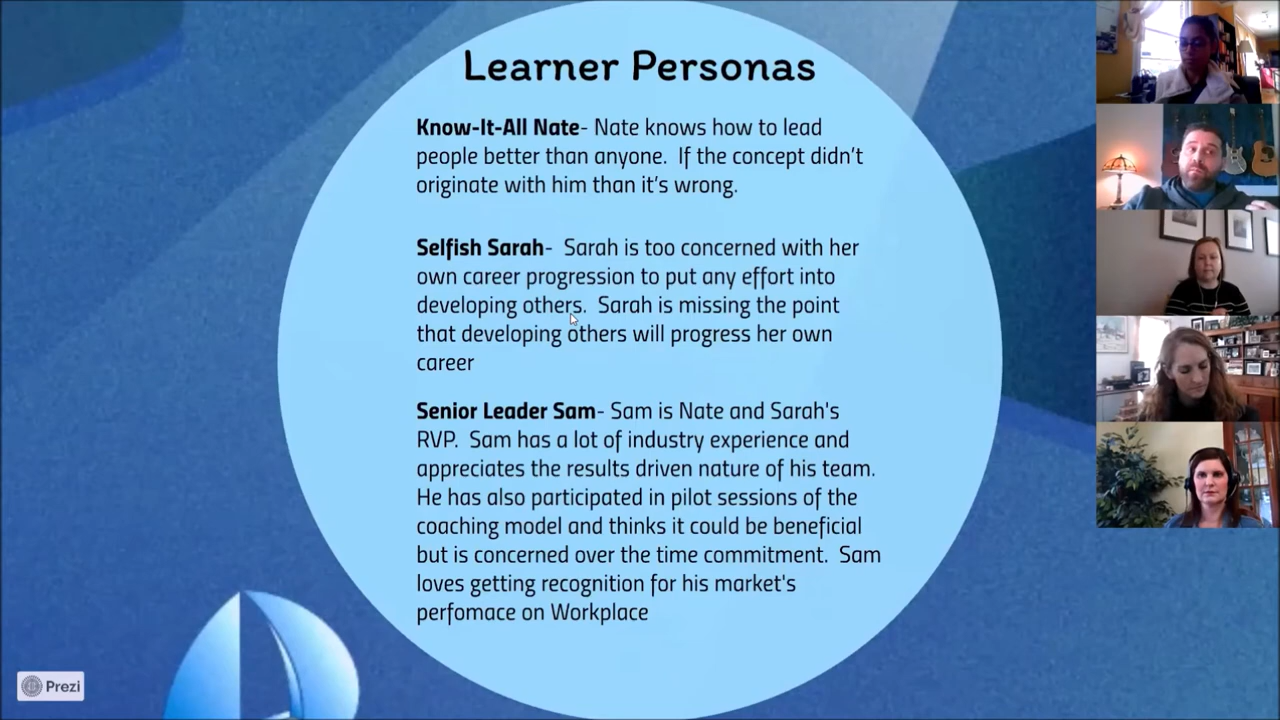 Learner Personas
Know-It-All Nate- Nate knows how to lead
people better than anyone.  If the concept didn't
originate with him than it's wrong.
Selfish Sarah-  Sarah is too concerned with her
own career progression to put any effort into
developing others.  Sarah is missing the point
that developing others will progress her own
career
Senior Leader Sam- Sam is Nate and Sarah's
RVP.  Sam has a lot of industry experience and
appreciates the results driven nature of his team.
He has also participated in pilot sessions of the
coaching model and thinks it could be beneficial
but is concerned over the time commitment.  Sam
loves getting recognition for his market's
perfomace on Workplace
Prezi